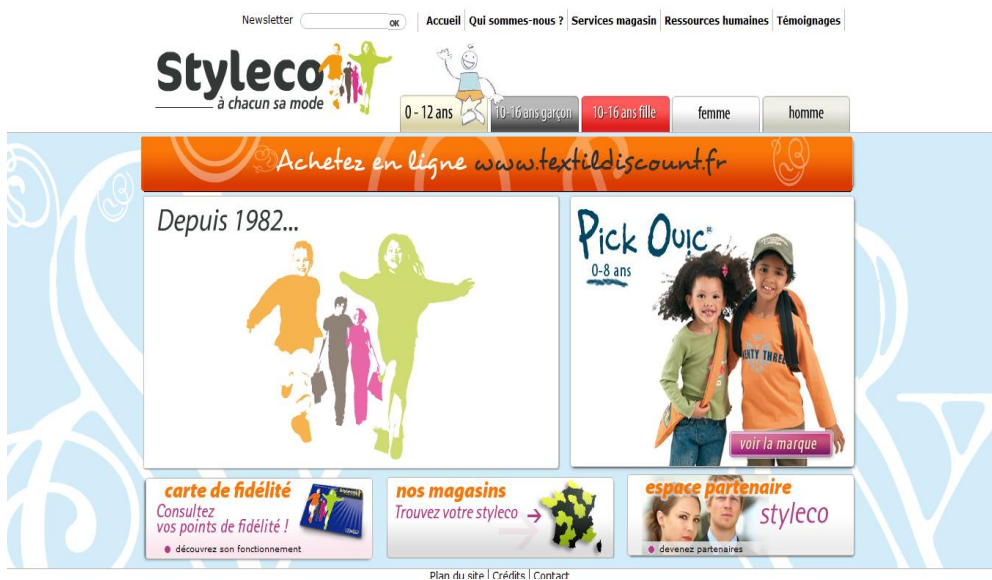 Newsletter OK Accueil Qui sommes-nous ? Services magasin Ressources humaines Témoignages
Styleco
à chacun sa mode
0 - 12 ans 10-16 ans garçon 10-16 ans fille femme homme
Achetez en ligne www.textildiscount.fr
Depuis 1982...
Pick Ouic®
0-8 ans
voir la marque
carte de fidélité
Consultez
vos points de fidélité !
découvrez son fonctionnement
nos magasins
Trouvez votre styleco
espace partenaire
styleco
devenez partenaires
Plan du site | Crédits | Contact